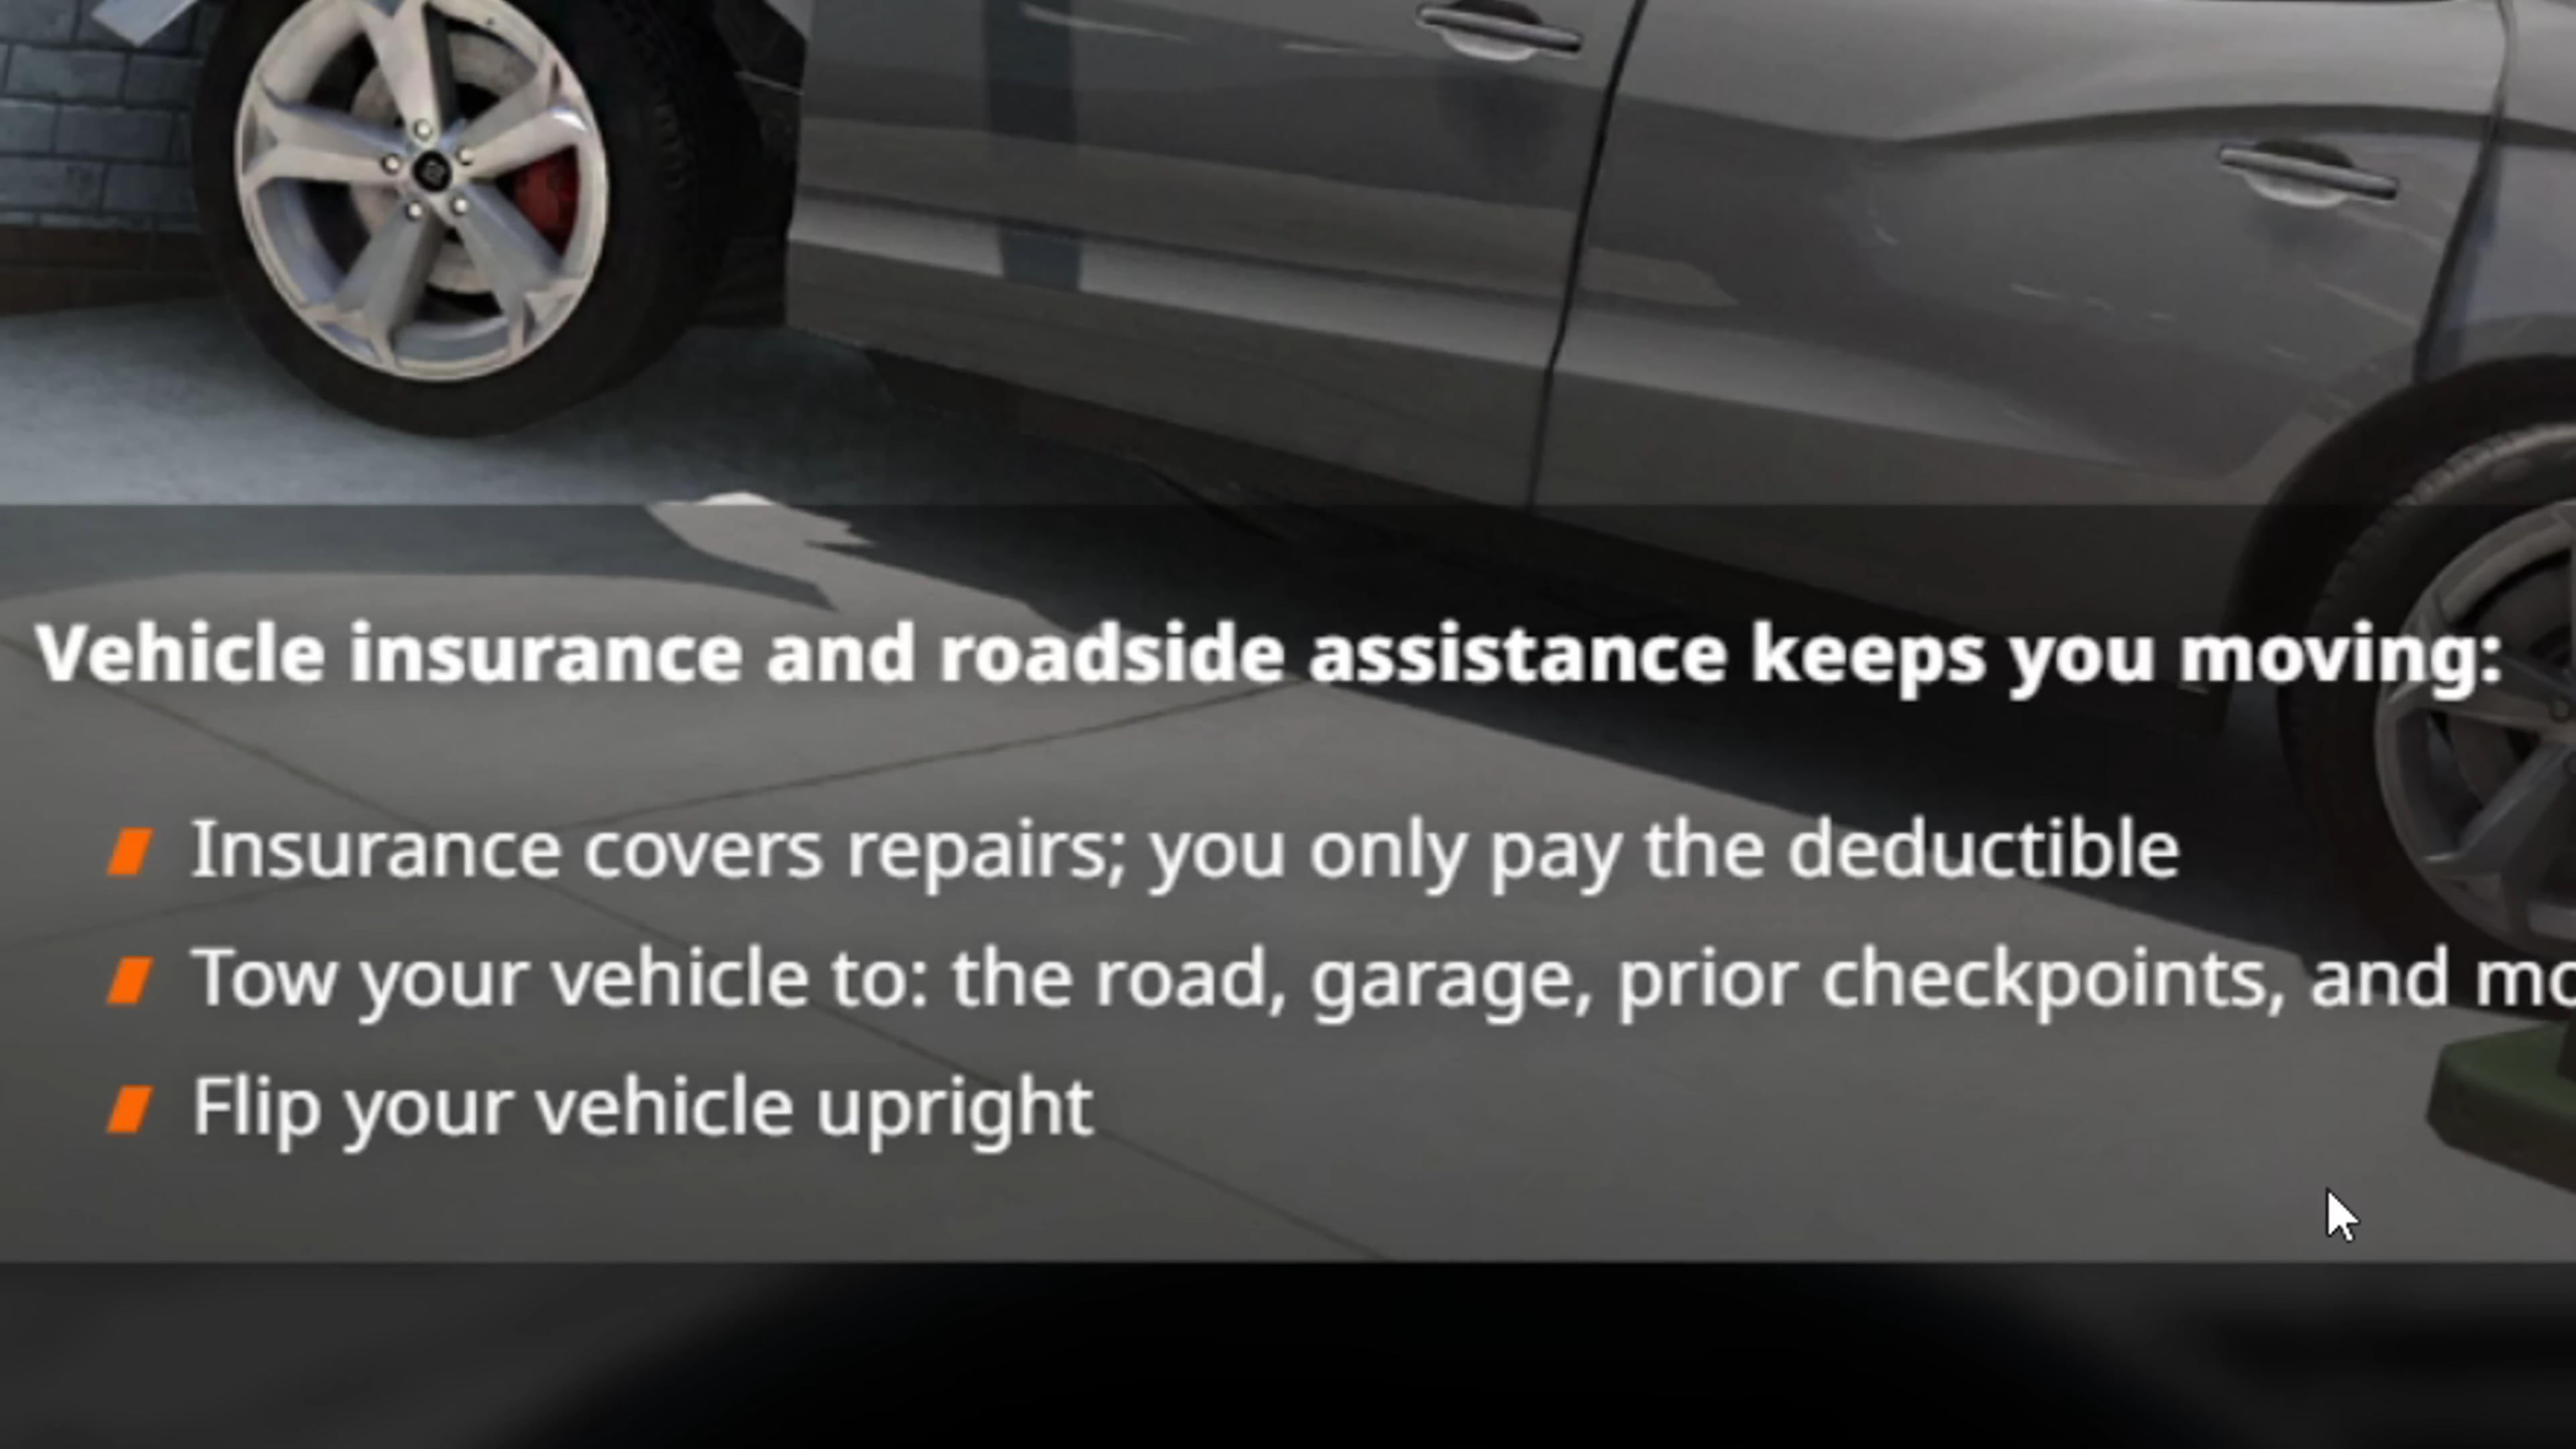 Vehicle insurance and roadside assistance keeps you moving:
Insurance covers repairs; you only pay the deductible
Tow your vehicle to: the road, garage, prior checkpoints, and
Flip your vehicle upright